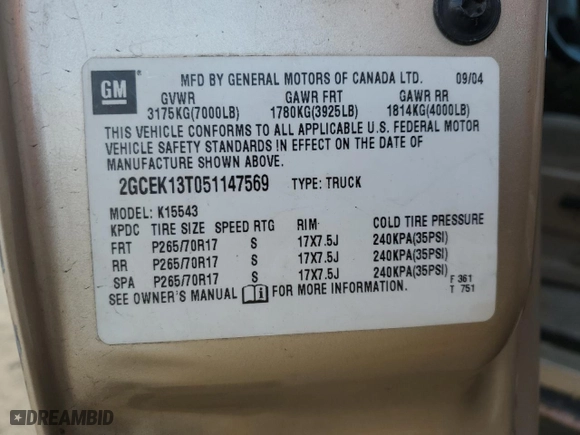 GM
MFD BY GENERAL MOTORS OF CANADA LTD. 09/04
GVWR GAWR FRT GAWR RR
3175KG(7000LB) 1780KG(3925LB) 1814KG(4000LB)
THIS VEHICLE CONFORMS TO ALL APPLICABLE U.S. FEDERAL MOTOR
VEHICLE SAFETY STANDARDS IN EFFECT ON THE DATE OF
MANUFACTURE SHOWN ABOVE.
2GCEK13T051147569 TYPE: TRUCK
MODEL: K15543
KPDC TIRE SIZE SPEED RTG RIM COLD TIRE PRESSURE
FRT P265/70R17 S 17X7.5J 240KPA(35PSI)
RR P265/70R17 S 17X7.5J 240KPA(35PSI)
SPA P265/70R17 S 17X7.5J 240KPA(35PSI)
SEE OWNER'S MANUAL FOR MORE INFORMATION.
F 361
T 751
DREAMBID